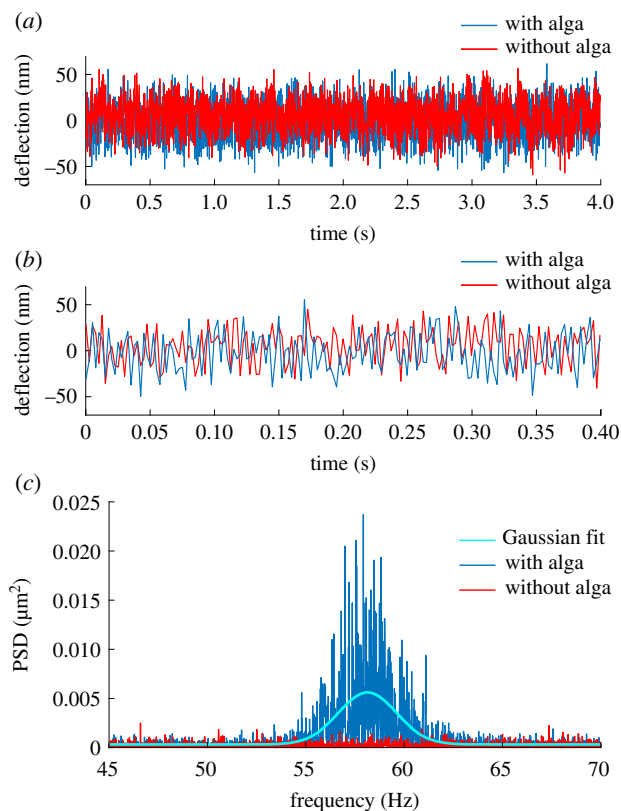 (a)
with alga
without alga
deflection (nm)
50
0
–50
0 0.5 1.0 1.5 2.0 2.5 3.0 3.5 4.0
time (s)
(b)
with alga
without alga
deflection (nm)
50
0
–50
0 0.05 0.10 0.15 0.20 0.25 0.30 0.35 0.40
time (s)
(c)
Gaussian fit
with alga
without alga
PSD (µm²)
0.025
0.020
0.015
0.010
0.005
0
45 50 55 60 65 70
frequency (Hz)